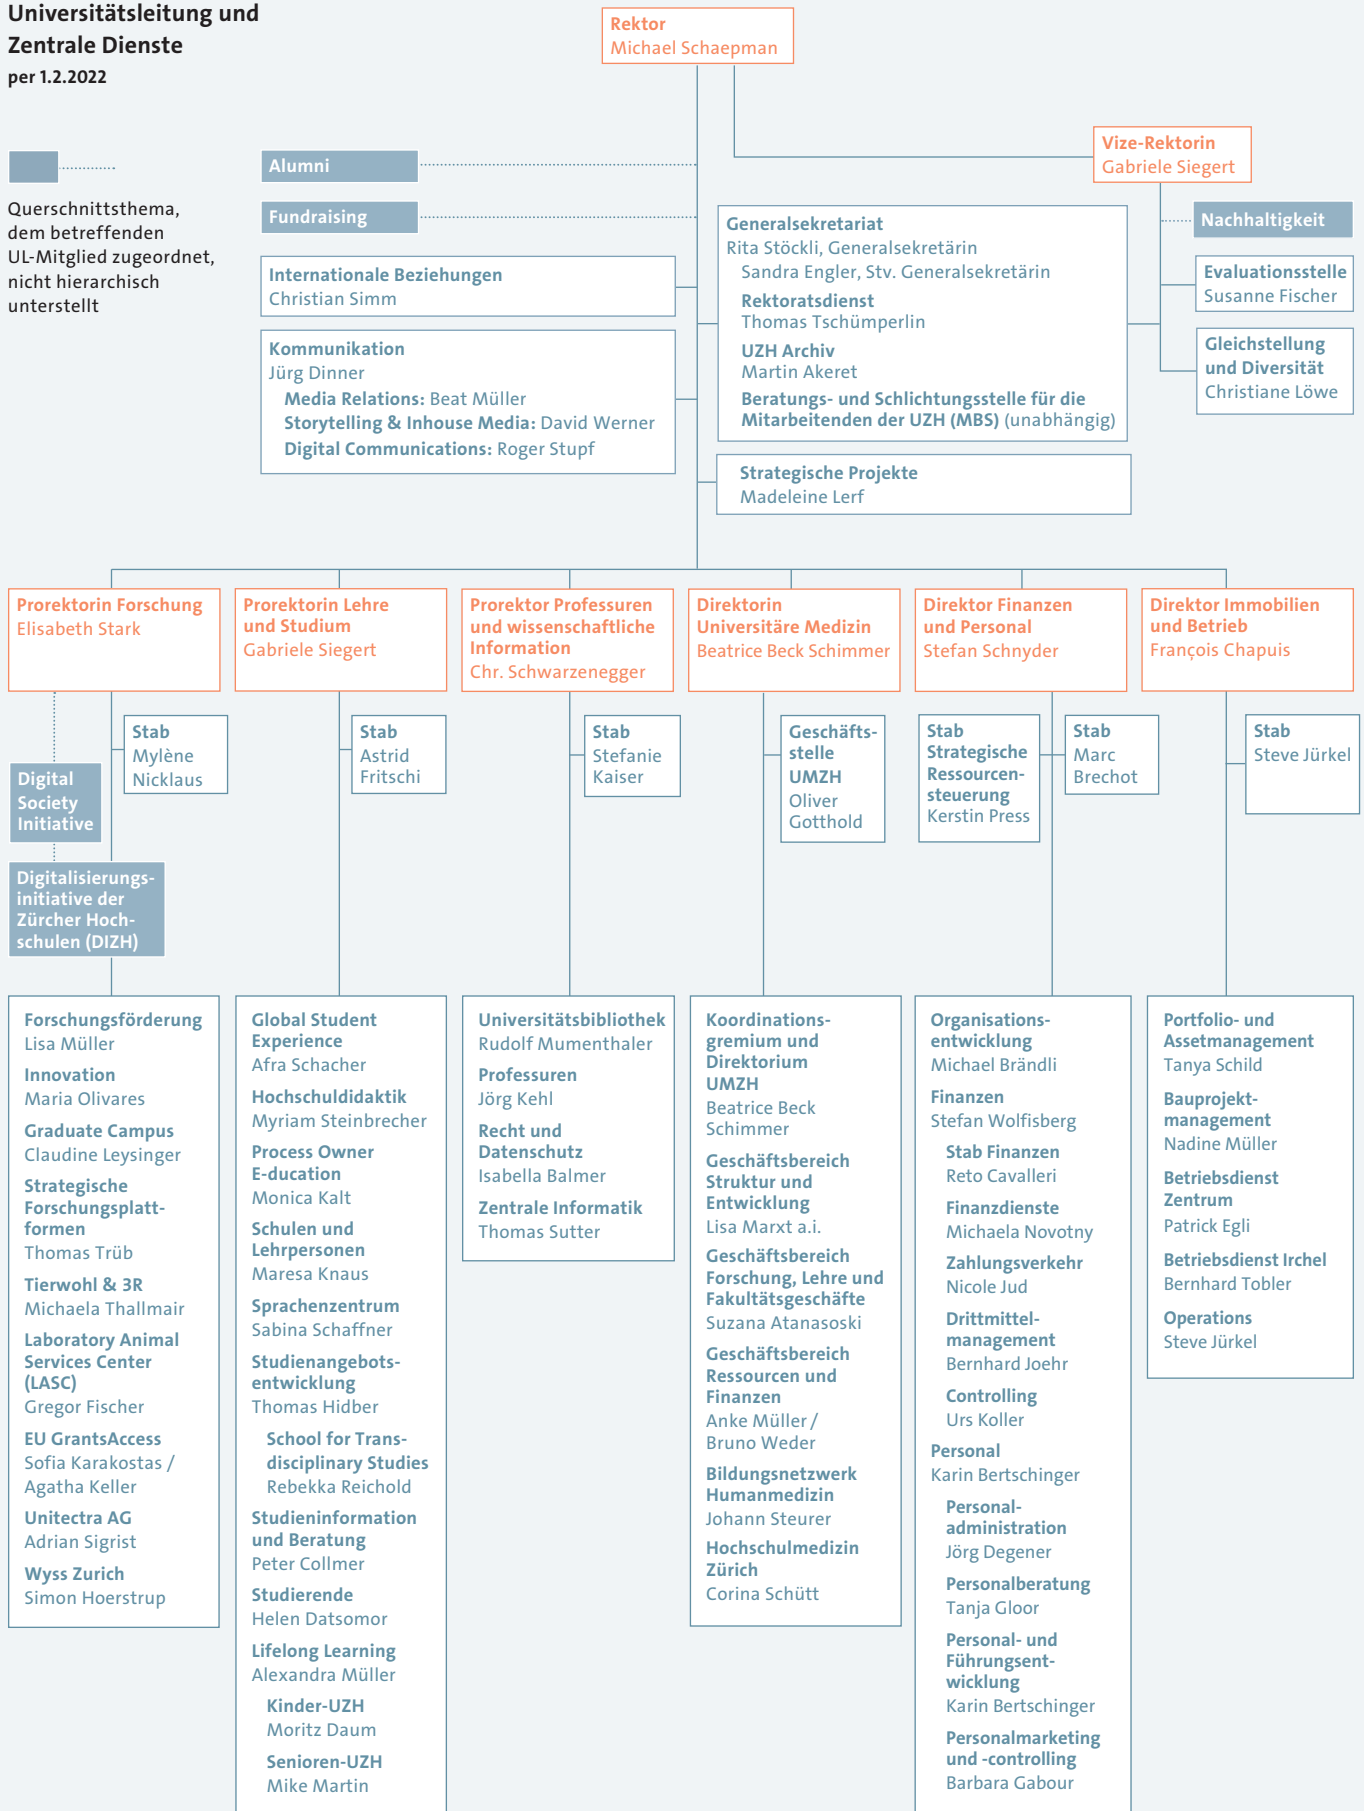 Universitätsleitung und
Zentrale Dienste
per 1.2.2022
Rektor
Michael Schaepman
Vize-Rektorin
Gabriele Siegert
Querschnittsthema,
dem betreffenden
UL-Mitglied zugeordnet,
nicht hierarchisch
unterstellt
Alumni
Fundraising
Internationale Beziehungen
Christian Simm
Kommunikation
Jürg Dinner
Media Relations: Beat Müller
Storytelling & Inhouse Media: David Werner
Digital Communications: Roger Stupf
Generalsekretariat
Rita Stöckli, Generalsekretärin
Sandra Engler, Stv. Generalsekretärin
Rektoratsdienst
Thomas Tschümperlin
UZH Archiv
Martin Akeret
Beratungs- und Schlichtungsstelle für die
Mitarbeitenden der UZH (MBS) (unabhängig)
Strategische Projekte
Madeleine Lerf
Nachhaltigkeit
Evaluationsstelle
Susanne Fischer
Gleichstellung
und Diversität
Christiane Löwe
Prorektorin Forschung
Elisabeth Stark
Prorektorin Lehre
und Studium
Gabriele Siegert
Prorektor Professuren
und wissenschaftliche
Information
Chr. Schwarzenegger
Direktorin
Universitäre Medizin
Beatrice Beck Schimmer
Direktor Finanzen
und Personal
Stefan Schnyder
Direktor Immobilien
und Betrieb
François Chapuis
Stab
Mylène
Nicklaus
Digital
Society
Initiative
Digitalisierungs-
initiative der
Zürcher Hoch-
schulen (DIZH)
Stab
Astrid
Fritschi
Stab
Stefanie
Kaiser
Geschäfts-
stelle
UMZH
Oliver
Gotthold
Stab
Strategische
Ressourcen-
steuerung
Kerstin Press
Stab
Marc
Brechot
Stab
Steve Jürkel
Forschungsförderung
Lisa Müller
Innovation
Maria Olivares
Graduate Campus
Claudine Leysinger
Strategische
Forschungsplatt-
formen
Thomas Trüb
Tierwohl & 3R
Michaela Thallmair
Laboratory Animal
Services Center
(LASC)
Gregor Fischer
EU GrantsAccess
Sofia Karakostas /
Agatha Keller
Unitectra AG
Adrian Sigrist
Wyss Zurich
Simon Hoerstrup
Global Student
Experience
Afra Schacher
Hochschuldidaktik
Myriam Steinbrecher
Process Owner
E-ducation
Monica Kalt
Schulen und
Lehrpersonen
Maresa Knaus
Sprachenzentrum
Sabina Schaffner
Studienangebots-
entwicklung
Thomas Hidber
School for Trans-
disciplinary Studies
Rebekka Reichold
Studieninformation
und Beratung
Peter Collmer
Studierende
Helen Datsomor
Lifelong Learning
Alexandra Müller
Kinder-UZH
Moritz Daum
Senioren-UZH
Mike Martin
Universitätsbibliothek
Rudolf Mumenthaler
Professuren
Jörg Kehl
Recht und
Datenschutz
Isabella Balmer
Zentrale Informatik
Thomas Sutter
Koordinations-
gremium und
Direktorium
UMZH
Beatrice Beck
Schimmer
Geschäftsbereich
Struktur und
Entwicklung
Lisa Marxt a.i.
Geschäftsbereich
Forschung, Lehre und
Fakultätsgeschäfte
Suzana Atanasoski
Geschäftsbereich
Ressourcen und
Finanzen
Anke Müller /
Bruno Weder
Bildungsnetzwerk
Humanmedizin
Johann Steurer
Hochschulmedizin
Zürich
Corina Schütt
Organisations-
entwicklung
Michael Brändli
Finanzen
Stefan Wolfisberg
Stab Finanzen
Reto Cavalleri
Finanzdienste
Michaela Novotny
Zahlungsverkehr
Nicole Jud
Drittmittel-
management
Bernhard Joehr
Controlling
Urs Koller
Personal
Karin Bertschinger
Personal-
administration
Jörg Degener
Personalberatung
Tanja Gloor
Personal- und
Führungsent-
wicklung
Karin Bertschinger
Personalmarketing
und -controlling
Barbara Gabour
Portfolio- und
Assetmanagement
Tanya Schild
Bauprojekt-
management
Nadine Müller
Betriebsdienst
Zentrum
Patrick Egli
Betriebsdienst Irchel
Bernhard Tobler
Operations
Steve Jürkel